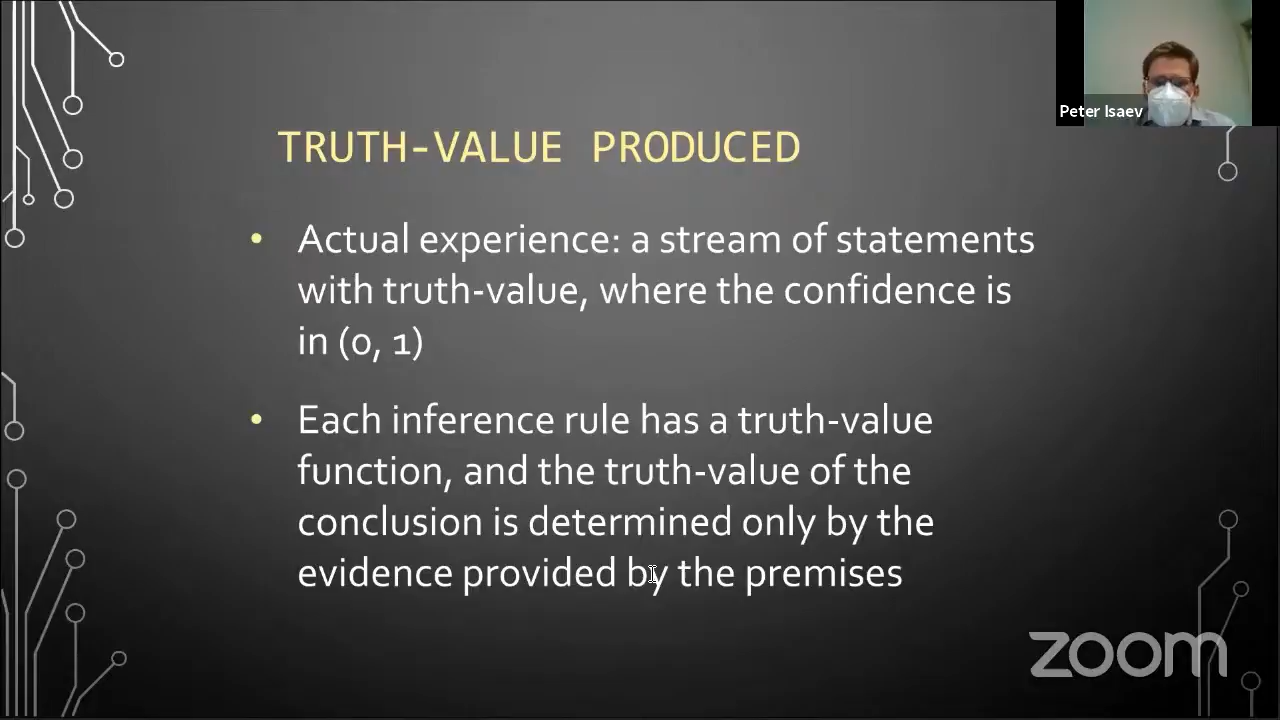 Peter Isaev
TRUTH-VALUE PRODUCED
• Actual experience: a stream of statements
with truth-value, where the confidence is
in (0, 1)
• Each inference rule has a truth-value
function, and the truth-value of the
conclusion is determined only by the
evidence provided by the premises
zoom